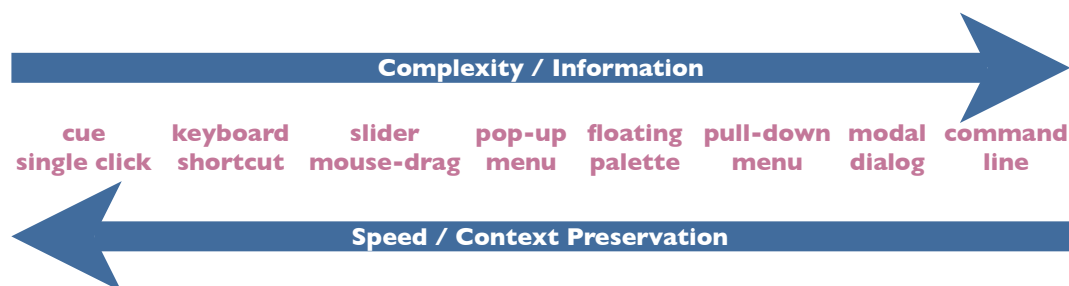 Complexity / Information
cue keyboard slider pop-up floating pull-down modal command
single click shortcut mouse-drag menu palette menu dialog line
Speed / Context Preservation